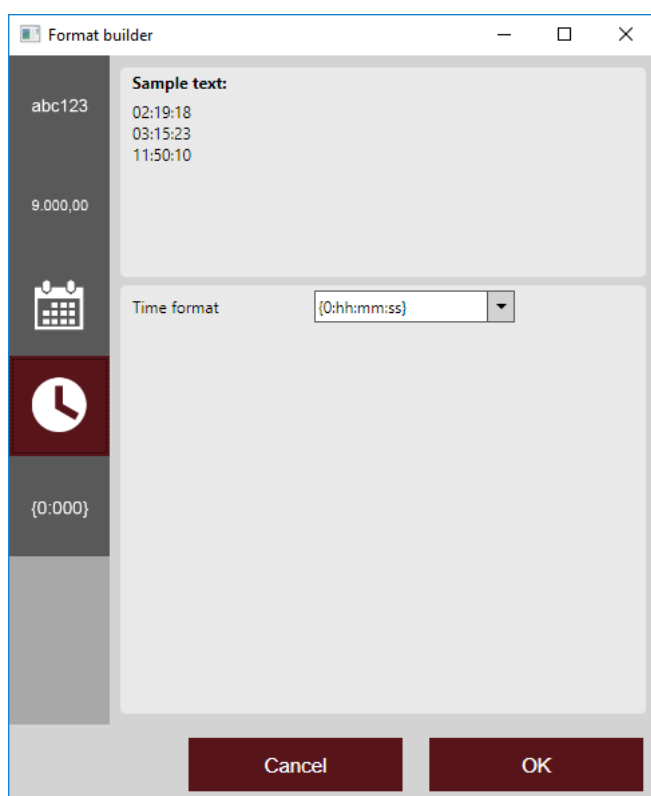 Format builder
abc123
9.000,00
{0:000}
Sample text:
02:19:18
03:15:23
11:50:10
Time format
{0:hh:mm:ss}
Cancel
OK